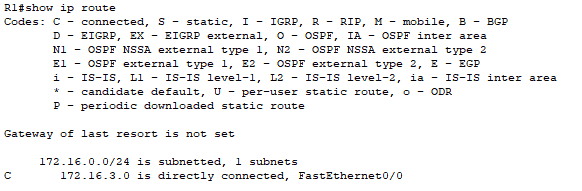 R1#show ip route
Codes: C - connected, S - static, I - IGRP, R - RIP, M - mobile, B - BGP
       D - EIGRP, EX - EIGRP external, O - OSPF, IA - OSPF inter area
       N1 - OSPF NSSA external type 1, N2 - OSPF NSSA external type 2
       E1 - OSPF external type 1, E2 - OSPF external type 2, E - EGP
       i - IS-IS, L1 - IS-IS level-1, L2 - IS-IS level-2, ia - IS-IS inter area
       * - candidate default, U - per-user static route, o - ODR
       P - periodic downloaded static route
Gateway of last resort is not set
     172.16.0.0/24 is subnetted, 1 subnets
C       172.16.3.0 is directly connected, FastEthernet0/0